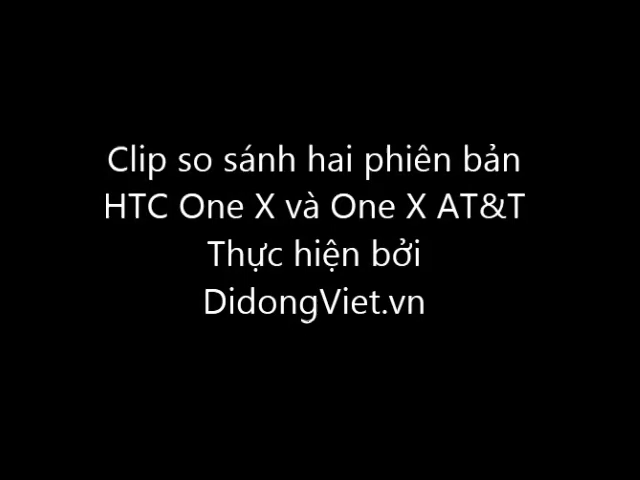 Clip so sánh hai phiên bản
HTC One X và One X AT&T
Thực hiện bởi
DidongViet.vn